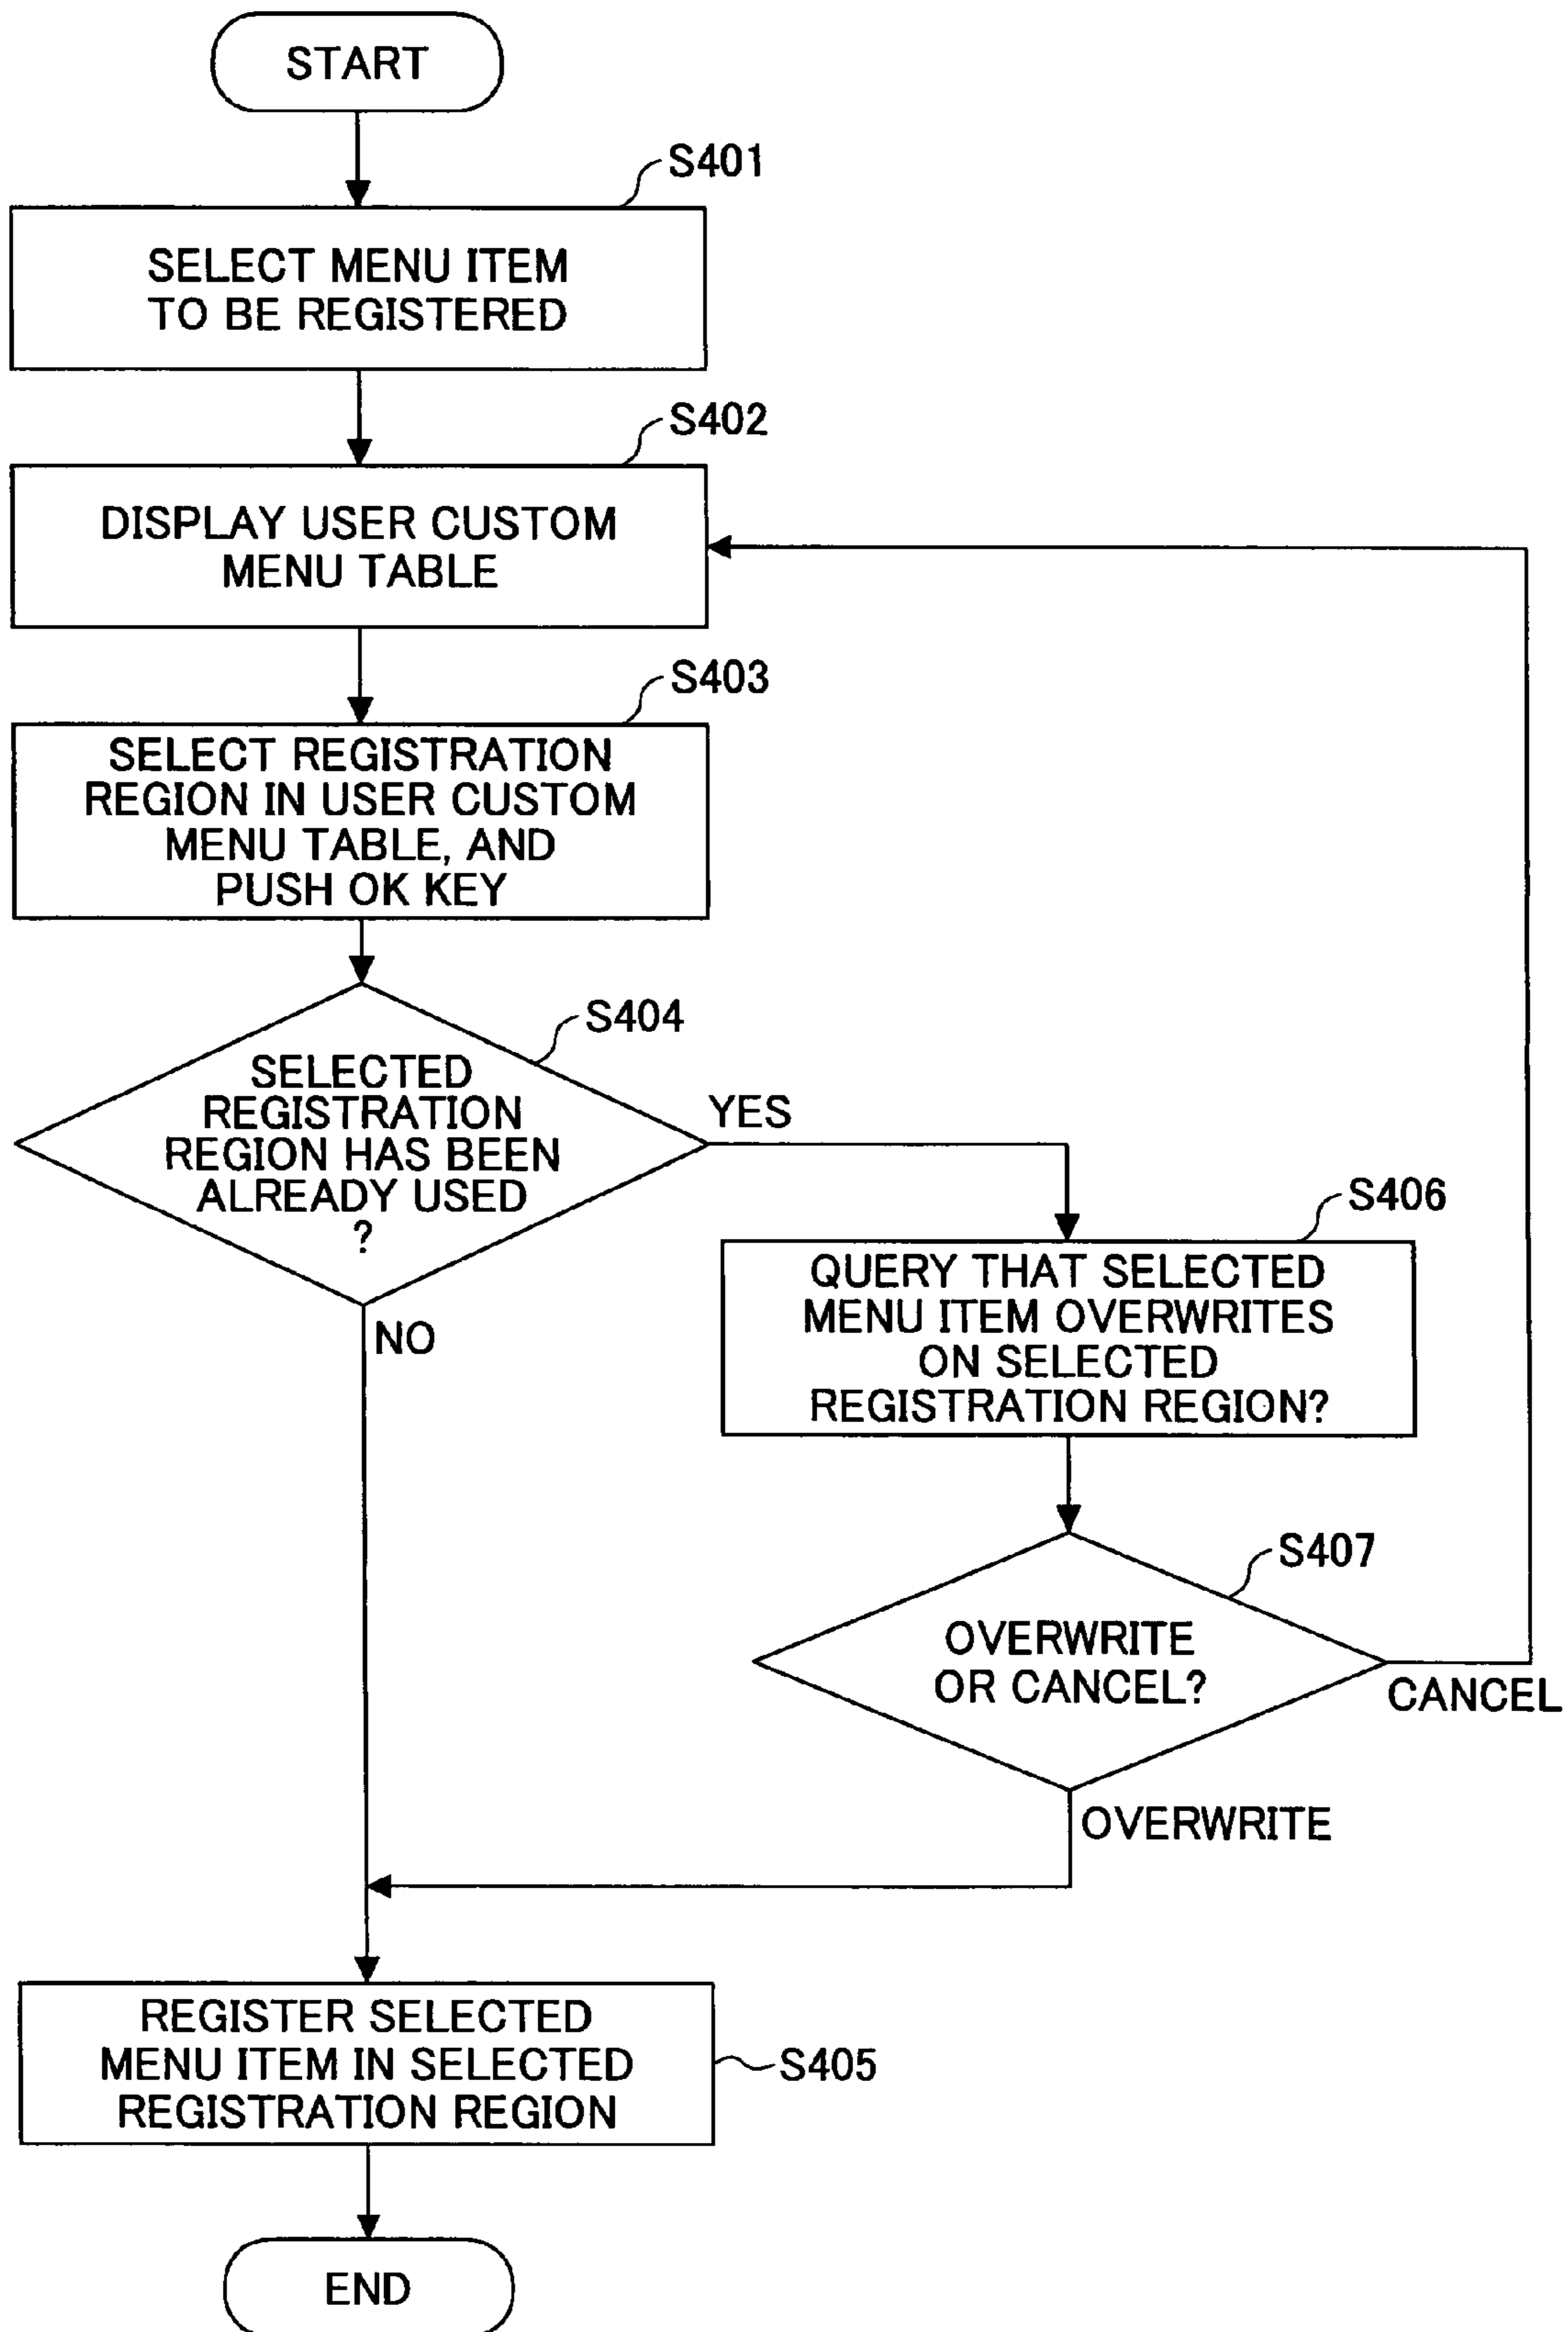 START
S401
SELECT MENU ITEM
TO BE REGISTERED
S402
DISPLAY USER CUSTOM
MENU TABLE
S403
SELECT REGISTRATION
REGION IN USER CUSTOM
MENU TABLE, AND
PUSH OK KEY
S404
SELECTED
REGISTRATION
REGION HAS BEEN
ALREADY USED
?
YES
NO
S406
QUERY THAT SELECTED
MENU ITEM OVERWRITES
ON SELECTED
REGISTRATION REGION?
S407
OVERWRITE
OR CANCEL?
CANCEL
OVERWRITE
REGISTER SELECTED
MENU ITEM IN SELECTED
REGISTRATION REGION
S405
END